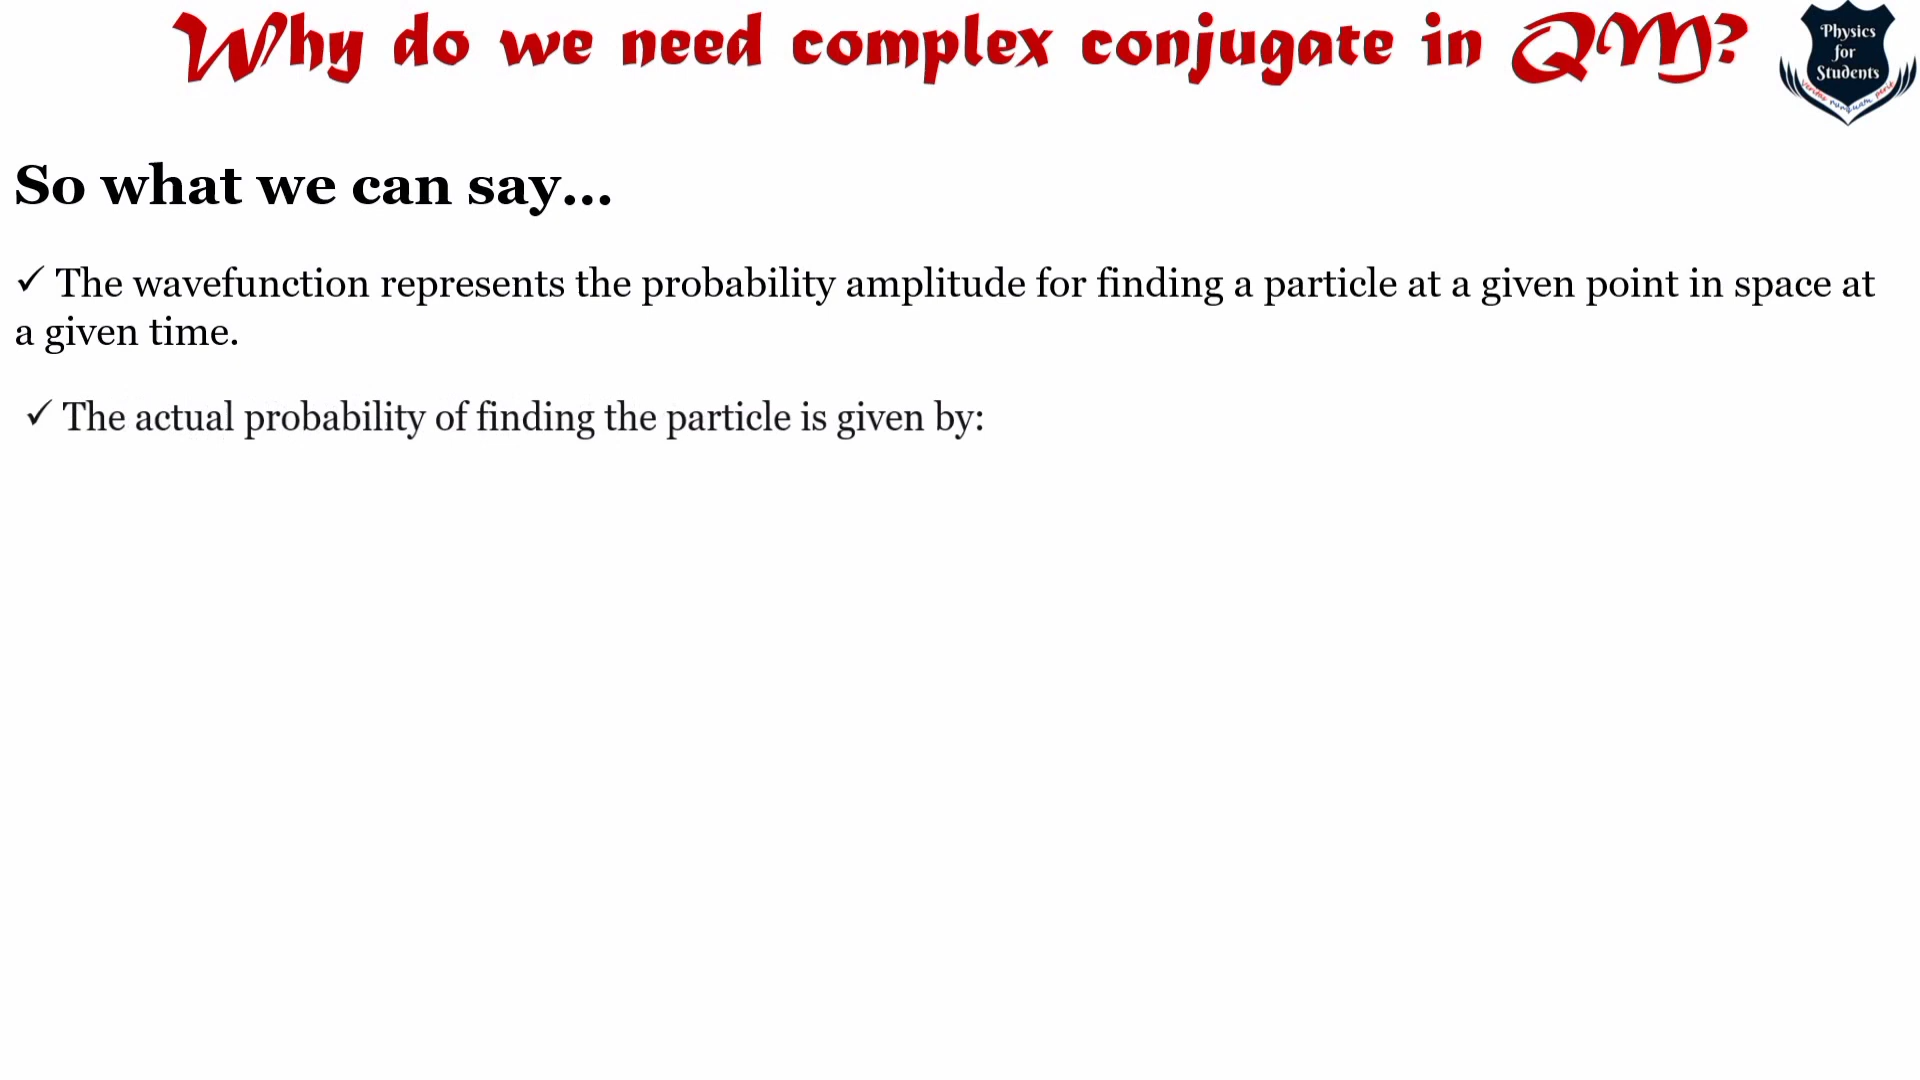 Why do we need complex conjugate in QM?
Physics
for
Students
So what we can say...
✓ The wavefunction represents the probability amplitude for finding a particle at a given point in space at
a given time.
✓ The actual probability of finding the particle is given by: